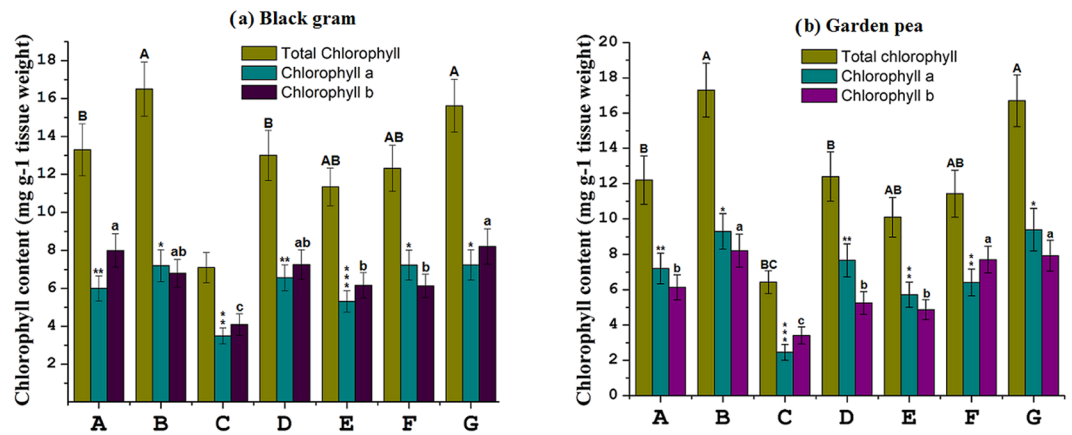 (a) Black gram
Chlorophyll content (mg g-1 tissue weight)
18
16
14
12
10
8
6
4
2
Total Chlorophyll
Chlorophyll a
Chlorophyll b
B
**
a
A
*
ab
**
c
B
**
ab
AB
***
b
AB
*
b
A
*
a
A B C D E F G
(b) Garden pea
Chlorophyll content (mg g-1 tissue weight)
20
18
16
14
12
10
8
6
4
2
0
Total chlorophyll
Chlorophyll a
Chlorophyll b
B
**
b
A
*
a
BC
***
c
B
**
b
AB
**
b
AB
**
a
A
*
a
A B C D E F G